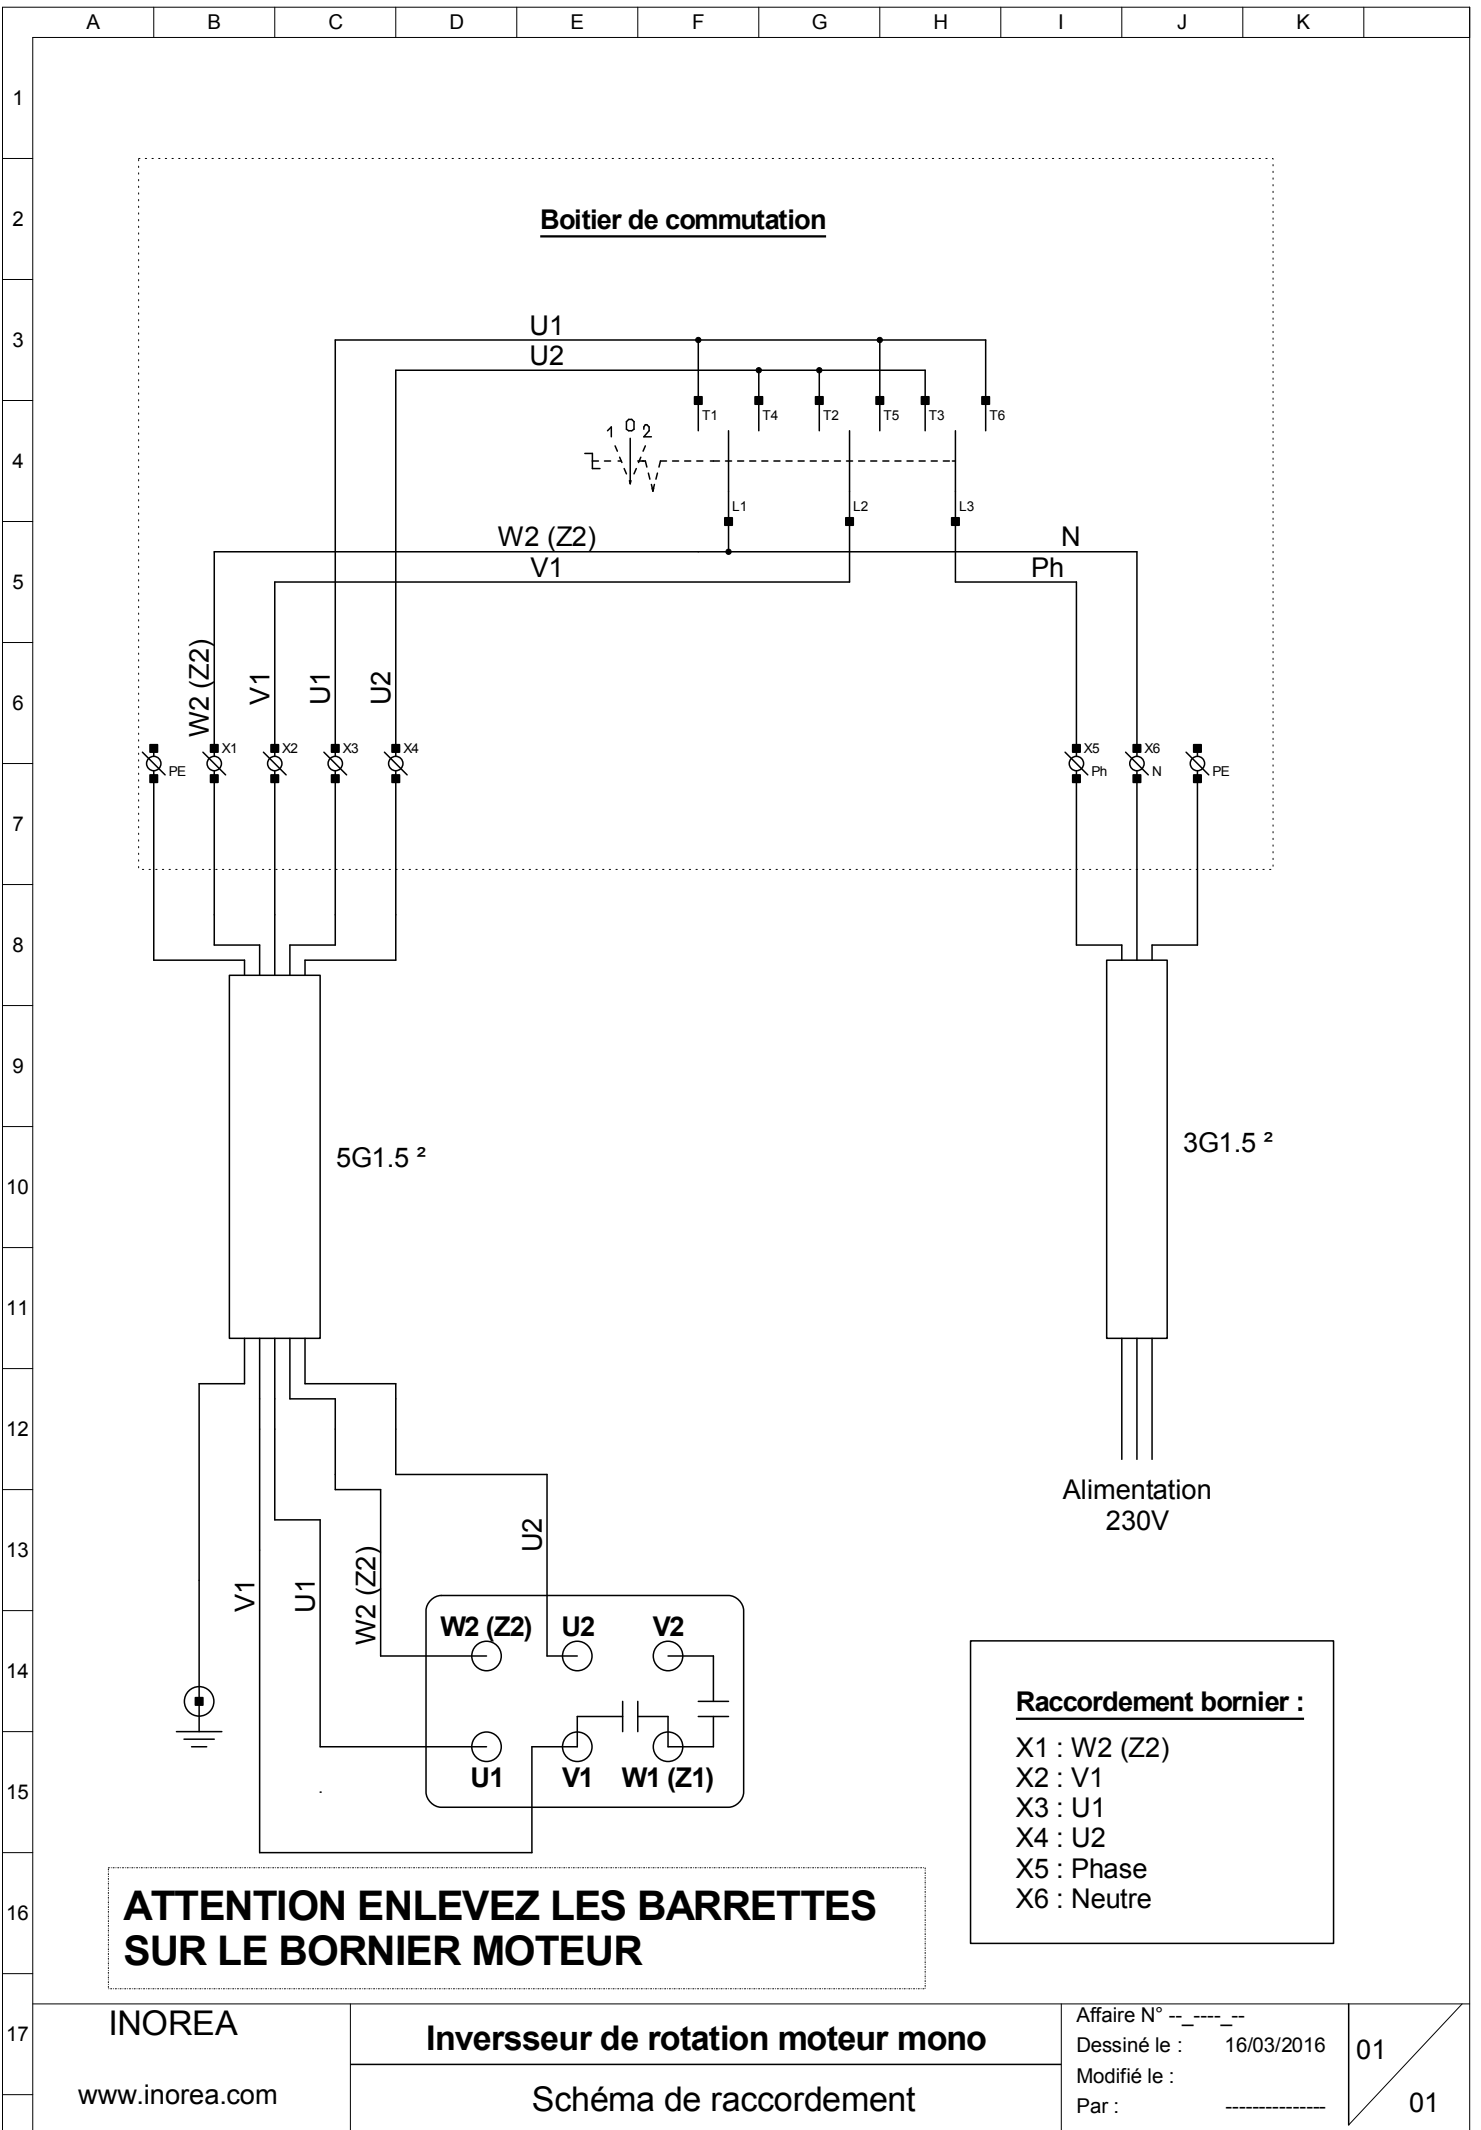 A B C D E F G H I J K
1
2
3
4
5
6
7
8
9
10
11
12
13
14
15
16
17
Boitier de commutation
U1
U2
T1 T4 T2 T5 T3 T6
1 0 2
L1 L2 L3
W2 (Z2) N
V1 Ph
W2 (Z2) V1 U1 U2
PE X1 X2 X3 X4 X5 Ph X6 N PE
5G1.5 ²
3G1.5 ²
Alimentation
230V
V1 U1 W2 (Z2) U2
W2 (Z2) U2 V2
U1 V1 W1 (Z1)
Raccordement bornier :
X1 : W2 (Z2)
X2 : V1
X3 : U1
X4 : U2
X5 : Phase
X6 : Neutre
ATTENTION ENLEVEZ LES BARRETTES
SUR LE BORNIER MOTEUR
INOREA
www.inorea.com
Inversseur de rotation moteur mono
Schéma de raccordement
Affaire N° --_----_--
Dessiné le : 16/03/2016
Modifié le :
Par : ---------------
01
01